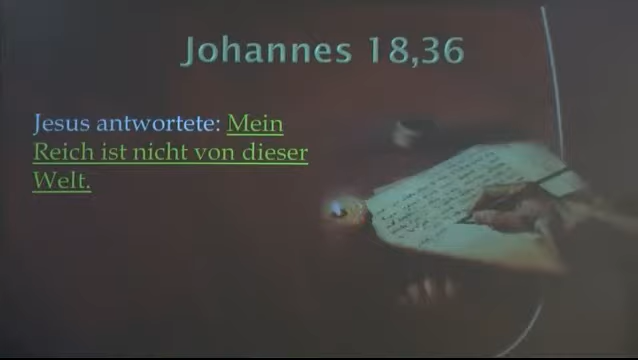 Johannes 18,36
Jesus antwortete: Mein
Reich ist nicht von dieser
Welt.